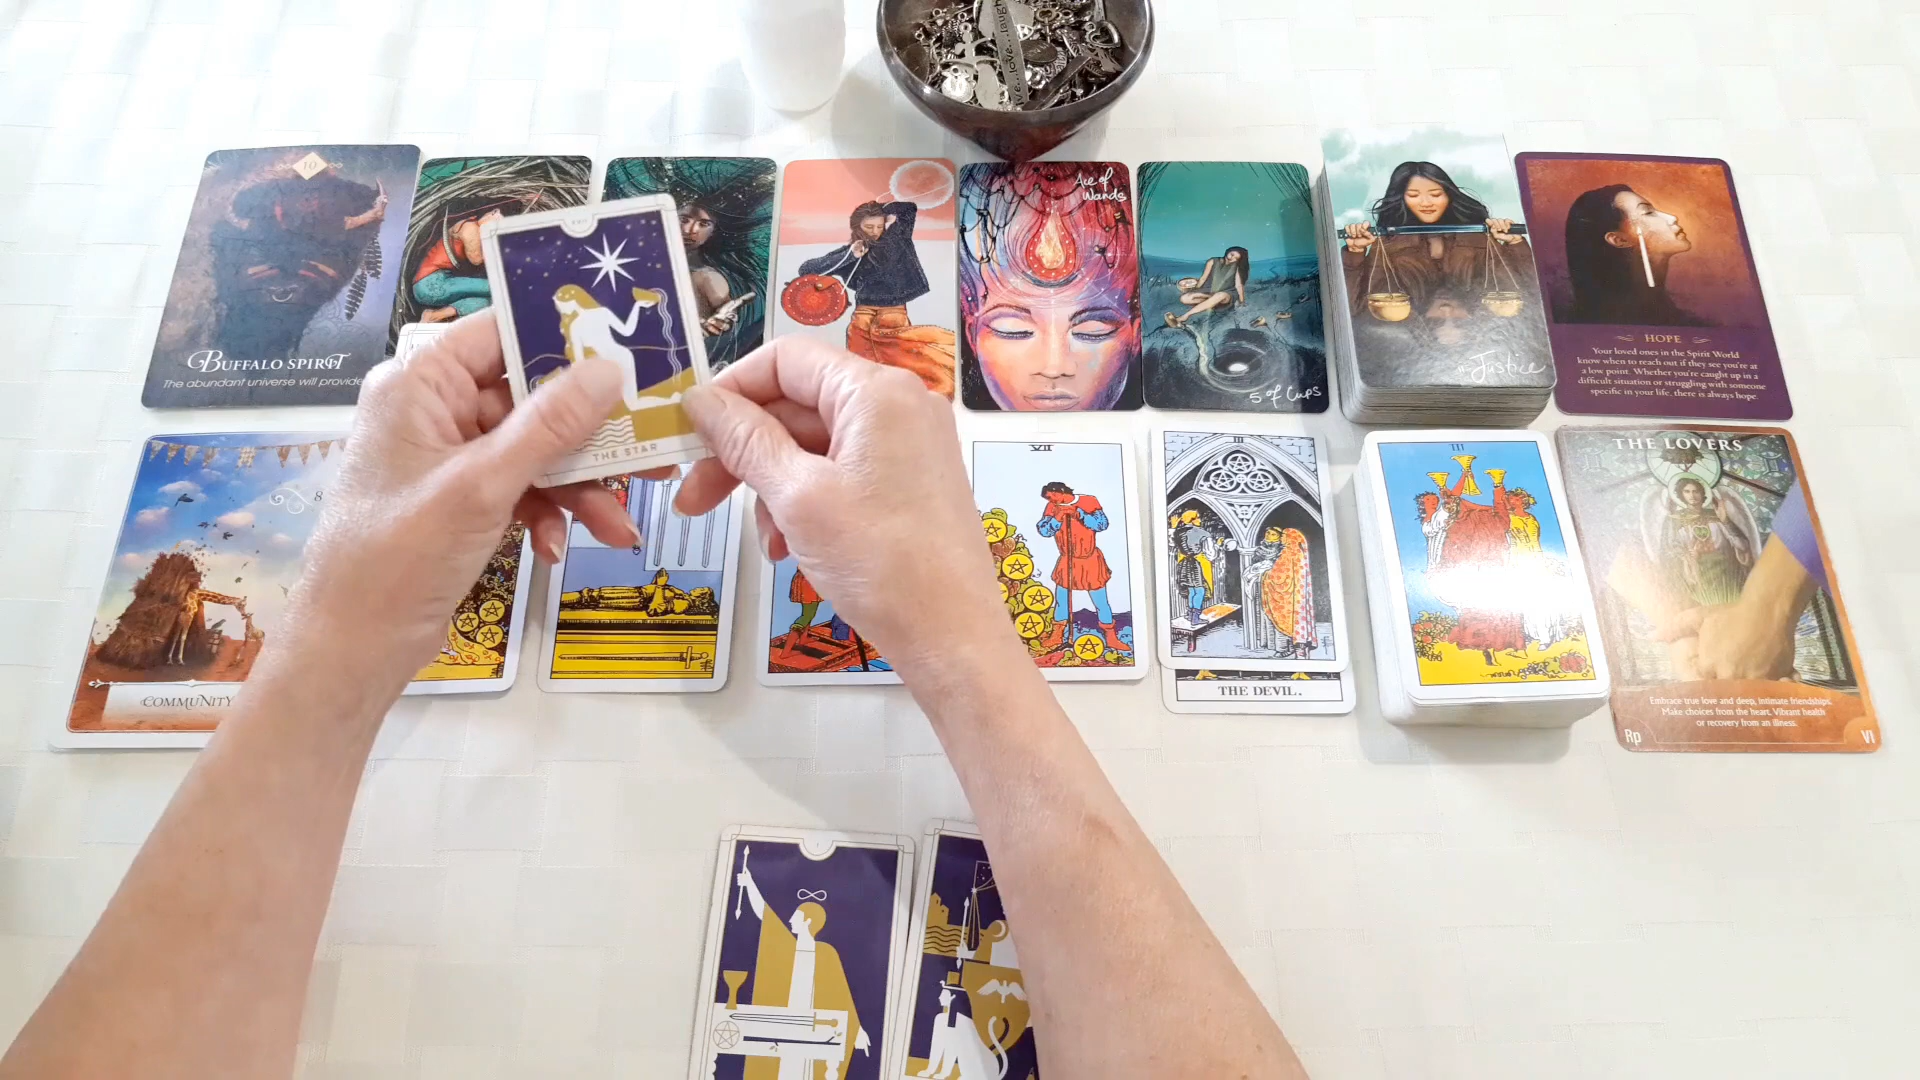 10
BUFFALO SPIRIT
The abundant universe will provide
XVII
THE STAR
Ace of
Wands
5 of Cups
Justice
HOPE
Your loved ones in the Spirit World
know when to reach out if they see you're at
a low point. Whether you're caught up in a
difficult situation or struggling with someone
specific in your life, there is always hope.
love...laugh
8
COMMUNITY
VII
III
THE DEVIL.
III
THE LOVERS
Embrace true love and deep, intimate friendships.
Make choices from the heart. Vibrant health
or recovery from an illness.
Rp
VI
I